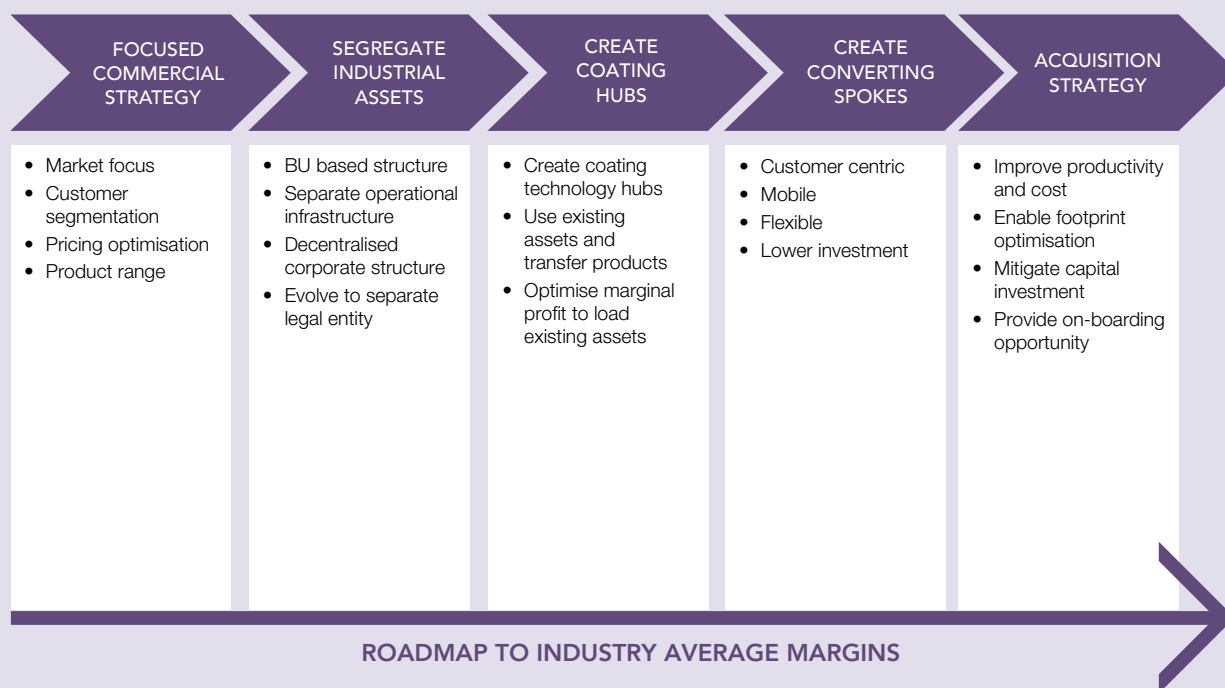 FOCUSED
COMMERCIAL
STRATEGY
SEGREGATE
INDUSTRIAL
ASSETS
CREATE
COATING
HUBS
CREATE
CONVERTING
SPOKES
ACQUISITION
STRATEGY
• Market focus
• Customer
segmentation
• Pricing optimisation
• Product range
• BU based structure
• Separate operational
infrastructure
• Decentralised
corporate structure
• Evolve to separate
legal entity
• Create coating
technology hubs
• Use existing
assets and
transfer products
• Optimise marginal
profit to load
existing assets
• Customer centric
• Mobile
• Flexible
• Lower investment
• Improve productivity
and cost
• Enable footprint
optimisation
• Mitigate capital
investment
• Provide on-boarding
opportunity
ROADMAP TO INDUSTRY AVERAGE MARGINS